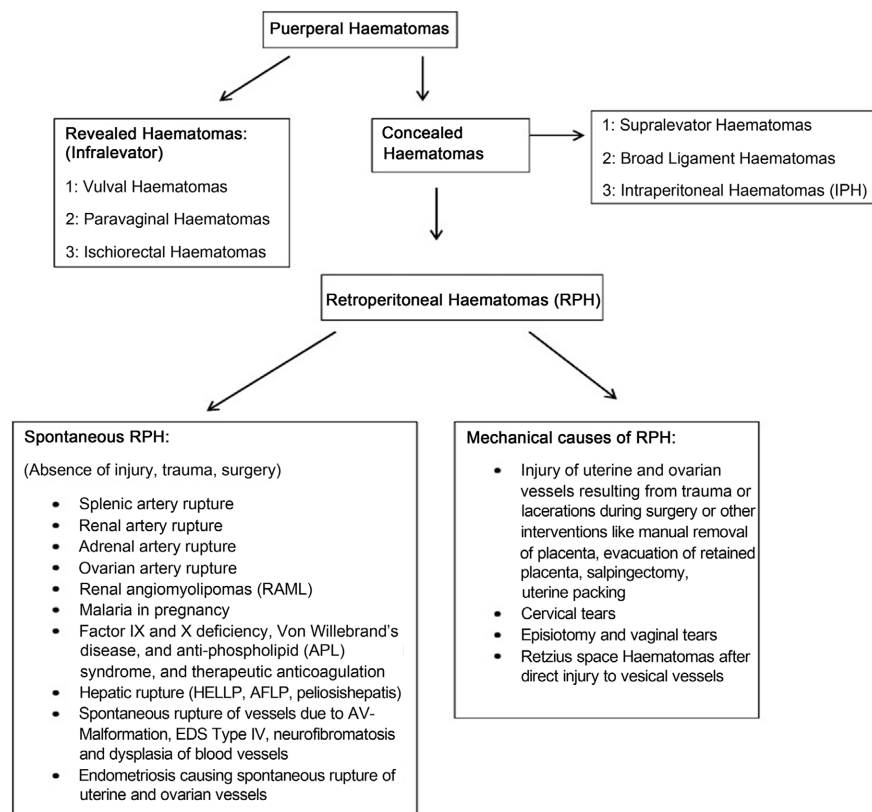 Puerperal Haematomas
Revealed Haematomas:
(Infralevator)
1: Vulval Haematomas
2: Paravaginal Haematomas
3: Ischiorectal Haematomas
Concealed
Haematomas
1: Supralevator Haematomas
2: Broad Ligament Haematomas
3: Intraperitoneal Haematomas (IPH)
Retroperitoneal Haematomas (RPH)
Spontaneous RPH:
(Absence of injury, trauma, surgery)
• Splenic artery rupture
• Renal artery rupture
• Adrenal artery rupture
• Ovarian artery rupture
• Renal angiomyolipomas (RAML)
• Malaria in pregnancy
• Factor IX and X deficiency, Von Willebrand's
disease, and anti-phospholipid (APL)
syndrome, and therapeutic anticoagulation
• Hepatic rupture (HELLP, AFLP, peliosishepatis)
• Spontaneous rupture of vessels due to AV-
Malformation, EDS Type IV, neurofibromatosis
and dysplasia of blood vessels
• Endometriosis causing spontaneous rupture of
uterine and ovarian vessels
Mechanical causes of RPH:
• Injury of uterine and ovarian
vessels resulting from trauma or
lacerations during surgery or other
interventions like manual removal
of placenta, evacuation of retained
placenta, salpingectomy,
uterine packing
• Cervical tears
• Episiotomy and vaginal tears
• Retzius space Haematomas after
direct injury to vesical vessels